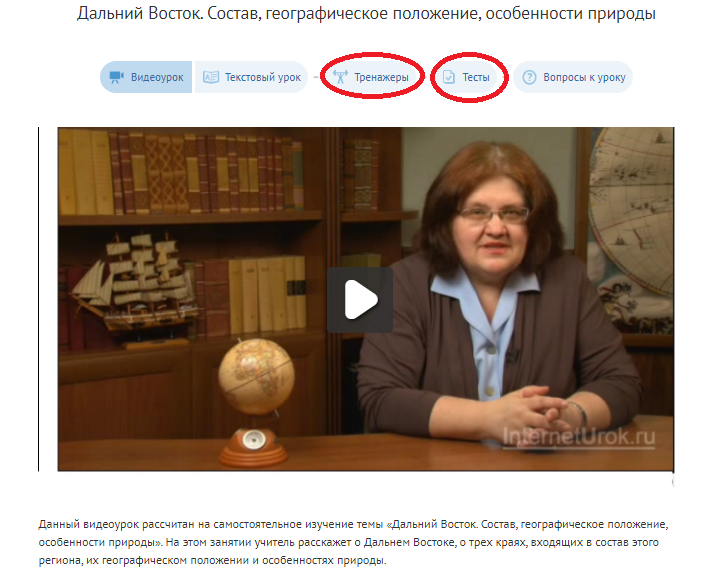 Дальний Восток. Состав, географическое положение, особенности природы
Видеоурок Текстовый урок Тренажеры Тесты Вопросы к уроку
InternetUrok.ru
Данный видеоурок рассчитан на самостоятельное изучение темы «Дальний Восток. Состав, географическое положение,
особенности природы». На этом занятии учитель расскажет о Дальнем Востоке, о трех краях, входящих в состав этого
региона, их географическом положении и особенностях природы.